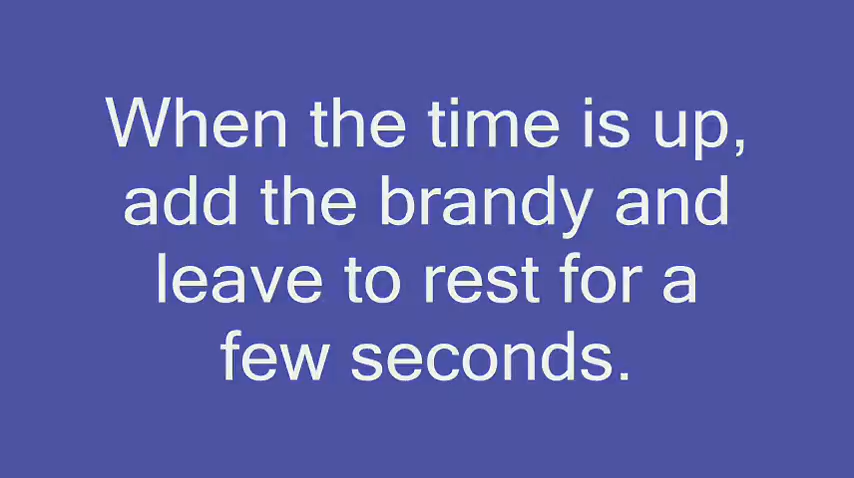 When the time is up,
add the brandy and
leave to rest for a
few seconds.